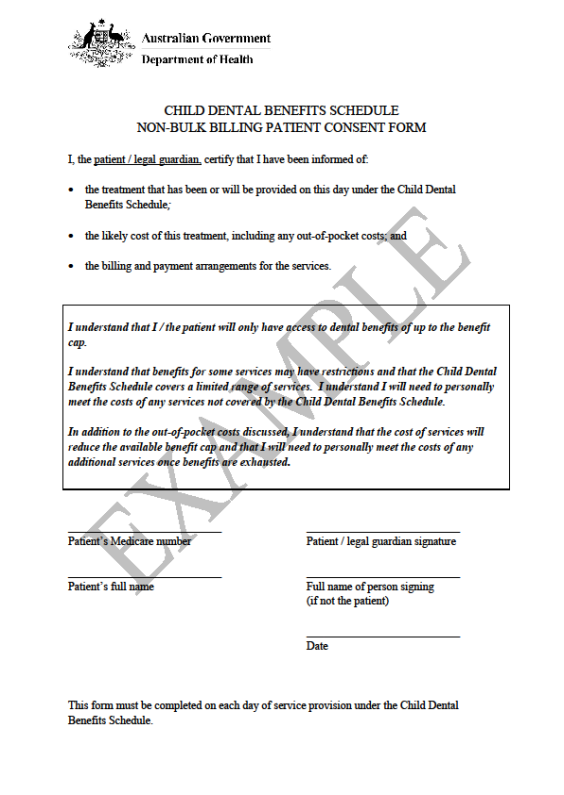 Australian Government
Department of Health
CHILD DENTAL BENEFITS SCHEDULE
NON-BULK BILLING PATIENT CONSENT FORM
I, the patient / legal guardian, certify that I have been informed of:
• the treatment that has been or will be provided on this day under the Child Dental
Benefits Schedule;
• the likely cost of this treatment, including any out-of-pocket costs; and
• the billing and payment arrangements for the services.
I understand that I / the patient will only have access to dental benefits of up to the benefit
cap.
I understand that benefits for some services may have restrictions and that the Child Dental
Benefits Schedule covers a limited range of services. I understand I will need to personally
meet the costs of any services not covered by the Child Dental Benefits Schedule.
In addition to the out-of-pocket costs discussed, I understand that the cost of services will
reduce the available benefit cap and that I will need to personally meet the costs of any
additional services once benefits are exhausted.
EXAMPLE
Patient's Medicare number
Patient / legal guardian signature
Patient's full name
Full name of person signing
(if not the patient)
Date
This form must be completed on each day of service provision under the Child Dental
Benefits Schedule.